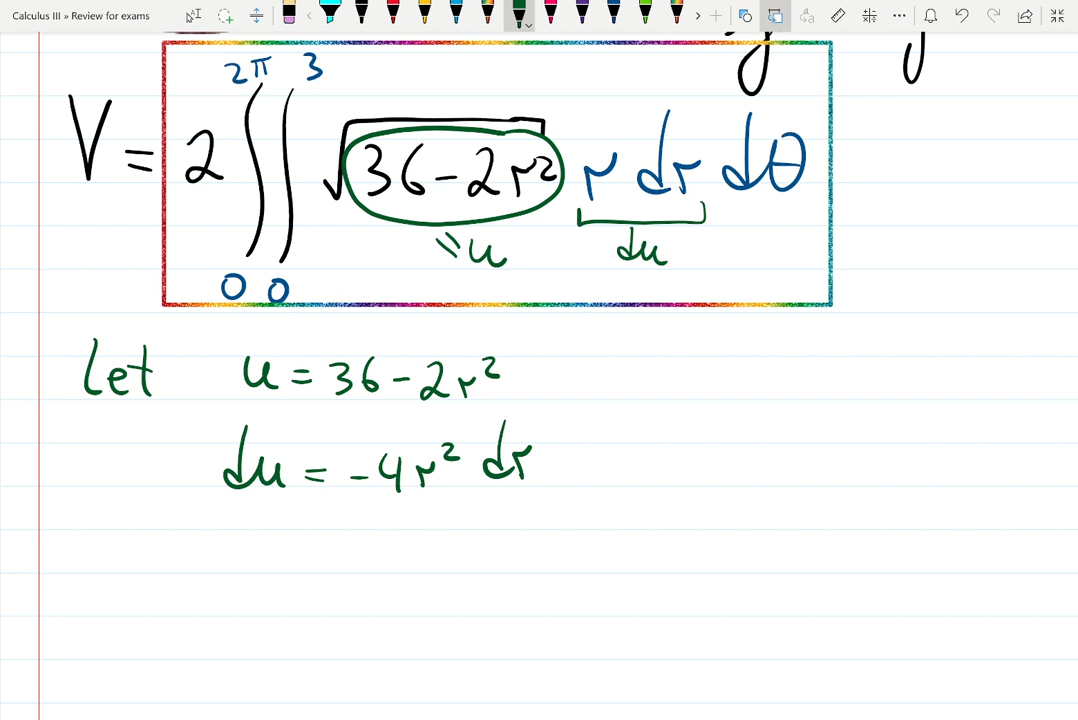 Calculus III » Review for exams
2π 3
V = 2 ∫∫ √(36 - 2r²) r dr dθ
0 0
= u du
Let u = 36 - 2r²
du = -4r² dr